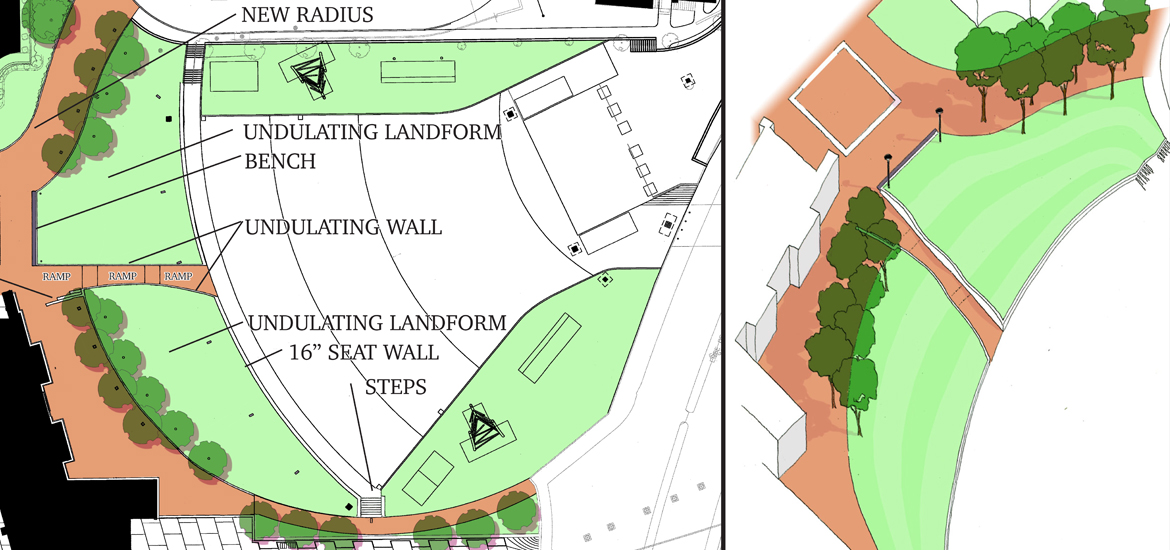 NEW RADIUS
UNDULATING LANDFORM
BENCH
UNDULATING WALL
RAMP RAMP RAMP
UNDULATING LANDFORM
16” SEAT WALL
STEPS